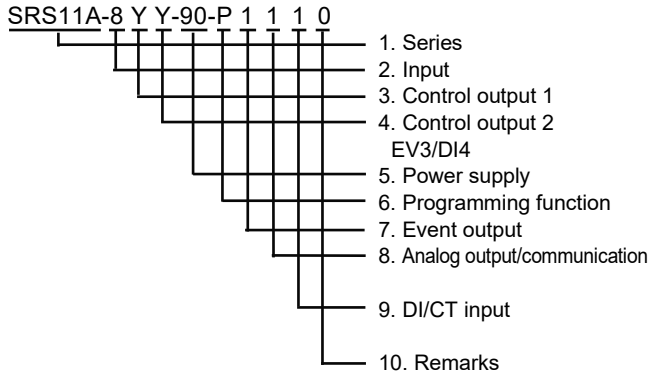 SRS11A-8 Y Y-90-P 1 1 1 0
1. Series
2. Input
3. Control output 1
4. Control output 2
EV3/DI4
5. Power supply
6. Programming function
7. Event output
8. Analog output/communication
9. DI/CT input
10. Remarks